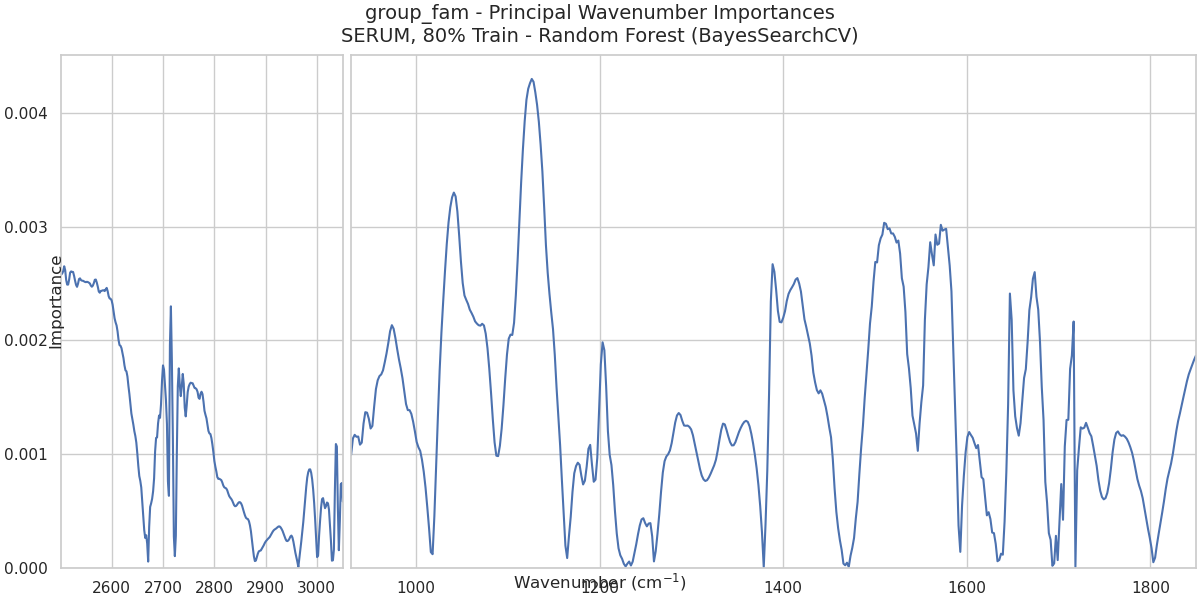 group_fam - Principal Wavenumber Importances
SERUM, 80% Train - Random Forest (BayesSearchCV)
Importance
0.004
0.003
0.002
0.001
0.000
2600 2700 2800 2900 3000 1000 1200 1400 1600 1800
Wavenumber (cm⁻¹)